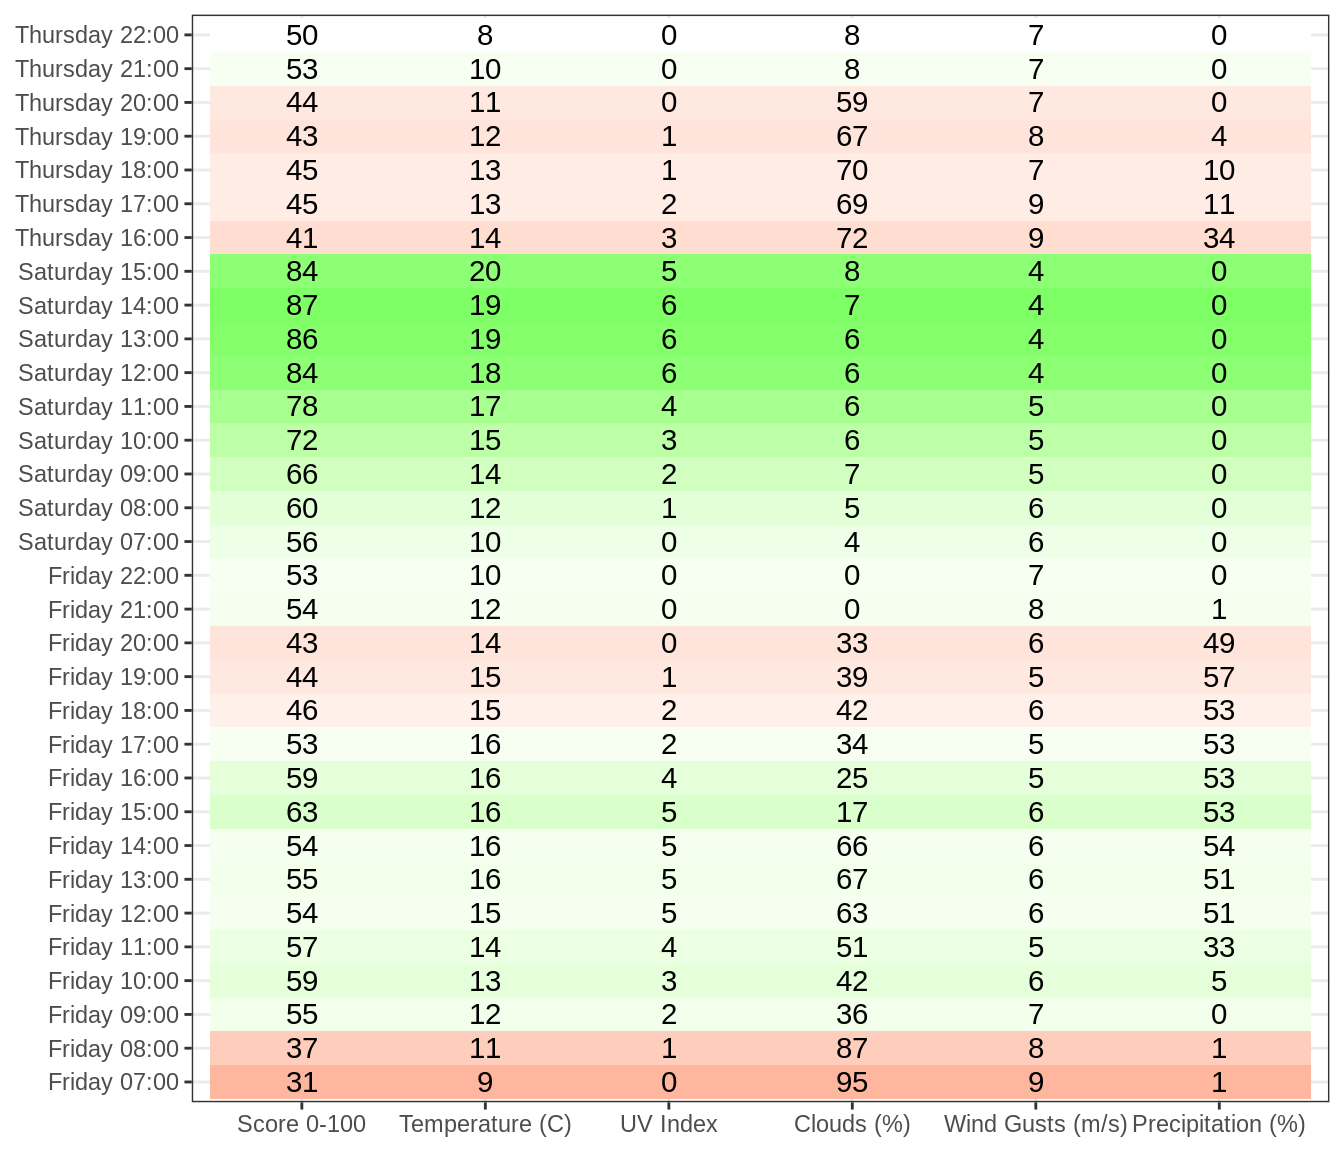 Thursday 22:00 50 8 0 8 7 0
Thursday 21:00 53 10 0 8 7 0
Thursday 20:00 44 11 0 59 7 0
Thursday 19:00 43 12 1 67 8 4
Thursday 18:00 45 13 1 70 7 10
Thursday 17:00 45 13 2 69 9 11
Thursday 16:00 41 14 3 72 9 34
Saturday 15:00 84 20 5 8 4 0
Saturday 14:00 87 19 6 7 4 0
Saturday 13:00 86 19 6 6 4 0
Saturday 12:00 84 18 6 6 4 0
Saturday 11:00 78 17 4 6 5 0
Saturday 10:00 72 15 3 6 5 0
Saturday 09:00 66 14 2 7 5 0
Saturday 08:00 60 12 1 5 6 0
Saturday 07:00 56 10 0 4 6 0
Friday 22:00 53 10 0 0 7 0
Friday 21:00 54 12 0 0 8 1
Friday 20:00 43 14 0 33 6 49
Friday 19:00 44 15 1 39 5 57
Friday 18:00 46 15 2 42 6 53
Friday 17:00 53 16 2 34 5 53
Friday 16:00 59 16 4 25 5 53
Friday 15:00 63 16 5 17 6 53
Friday 14:00 54 16 5 66 6 54
Friday 13:00 55 16 5 67 6 51
Friday 12:00 54 15 5 63 6 51
Friday 11:00 57 14 4 51 5 33
Friday 10:00 59 13 3 42 6 5
Friday 09:00 55 12 2 36 7 0
Friday 08:00 37 11 1 87 8 1
Friday 07:00 31 9 0 95 9 1
Score 0-100 Temperature (C) UV Index Clouds (%) Wind Gusts (m/s) Precipitation (%)